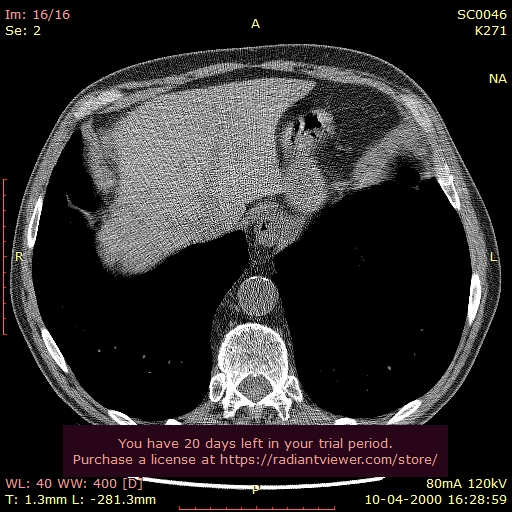 Im: 16/16
Se: 2
A
SC0046
K271
NA
R
L
You have 20 days left in your trial period.
Purchase a license at https://radiantviewer.com/store/
WL: 40 WW: 400 [D]
T: 1.3mm L: -281.3mm
P
80mA 120kV
10-04-2000 16:28:59